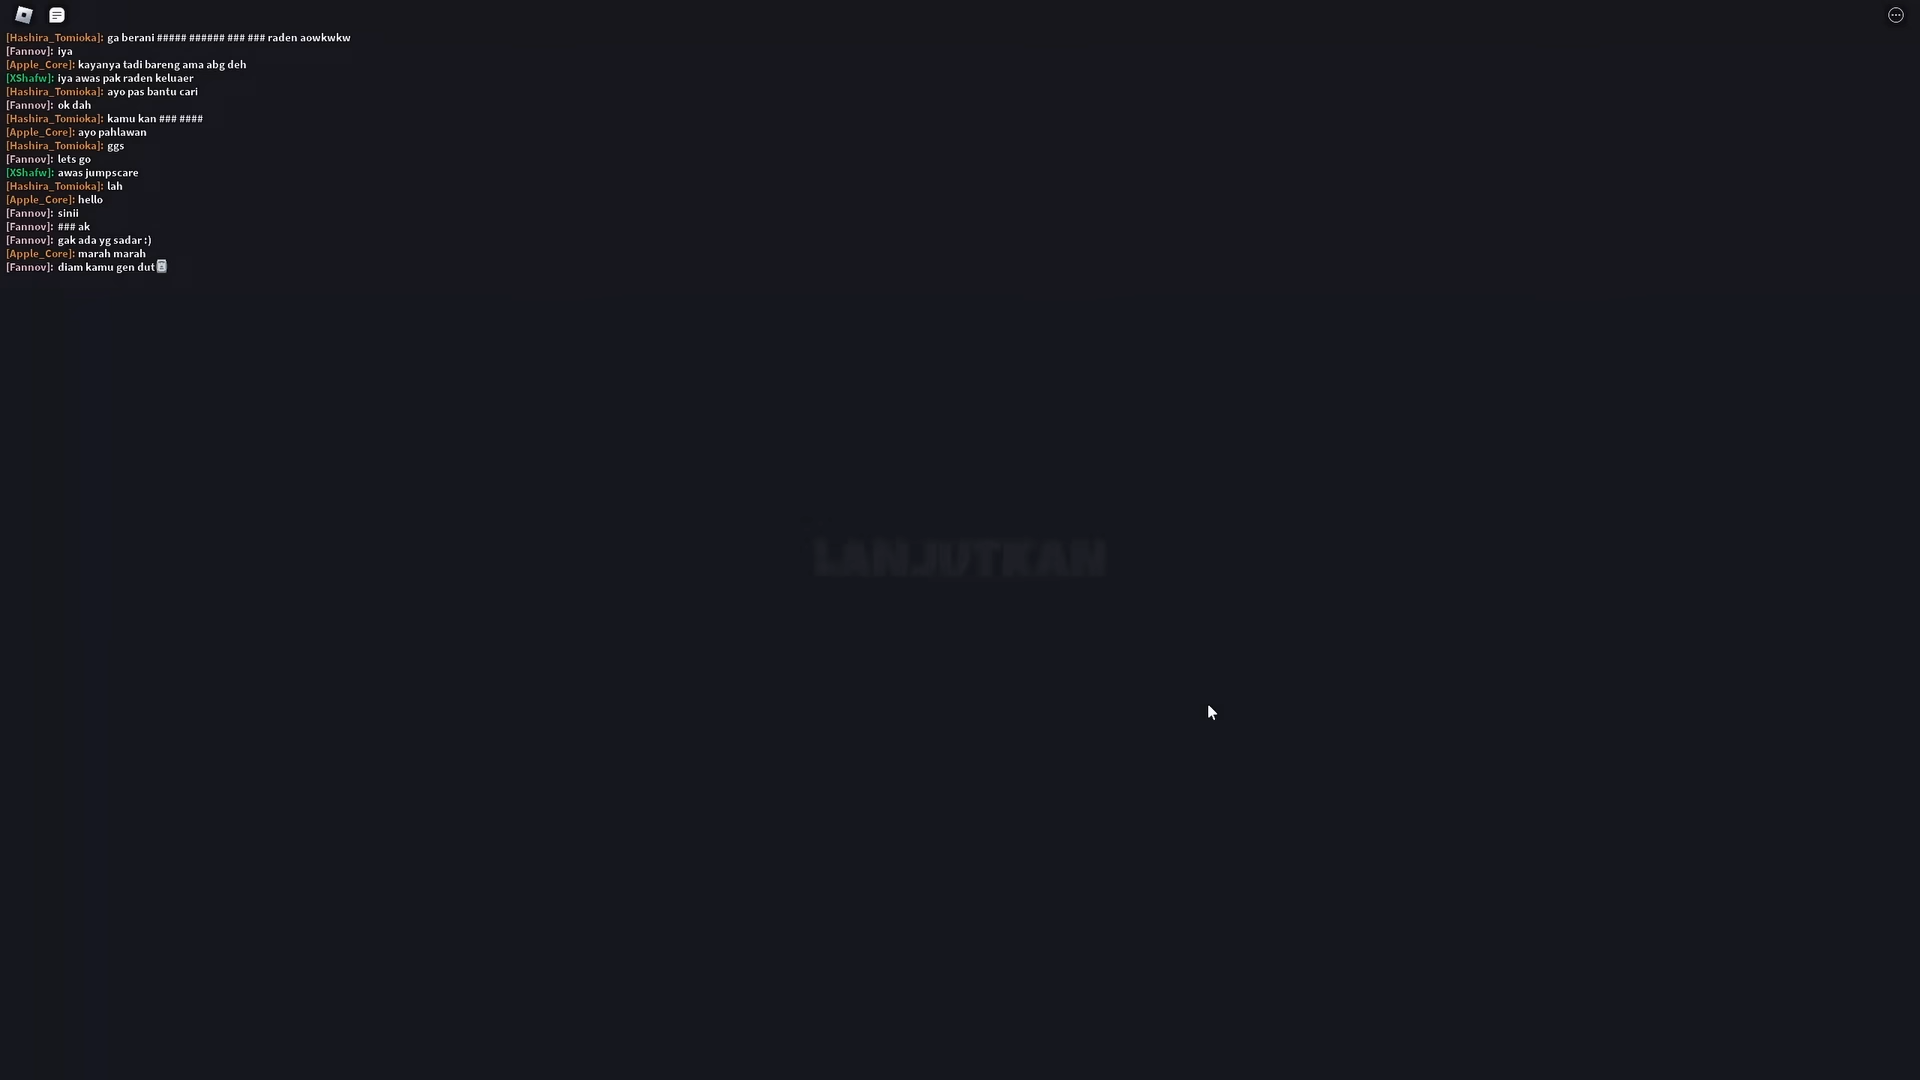 [Hashira_Tomioka]: ga berani ##### ###### ### ### raden aowkwkw
[Fannov]: iya
[Apple_Core]: kayanya tadi bareng ama abg deh
[XShafw]: iya awas pak raden keluaer
[Hashira_Tomioka]: ayo pas bantu cari
[Fannov]: ok dah
[Hashira_Tomioka]: kamu kan ### ####
[Apple_Core]: ayo pahlawan
[Hashira_Tomioka]: ggs
[Fannov]: lets go
[XShafw]: awas jumpscare
[Hashira_Tomioka]: lah
[Apple_Core]: hello
[Fannov]: sinii
[Fannov]: ### ak
[Fannov]: gak ada yg sadar :)
[Apple_Core]: marah marah
[Fannov]: diam kamu gen dut🗿
LANJUTKAN